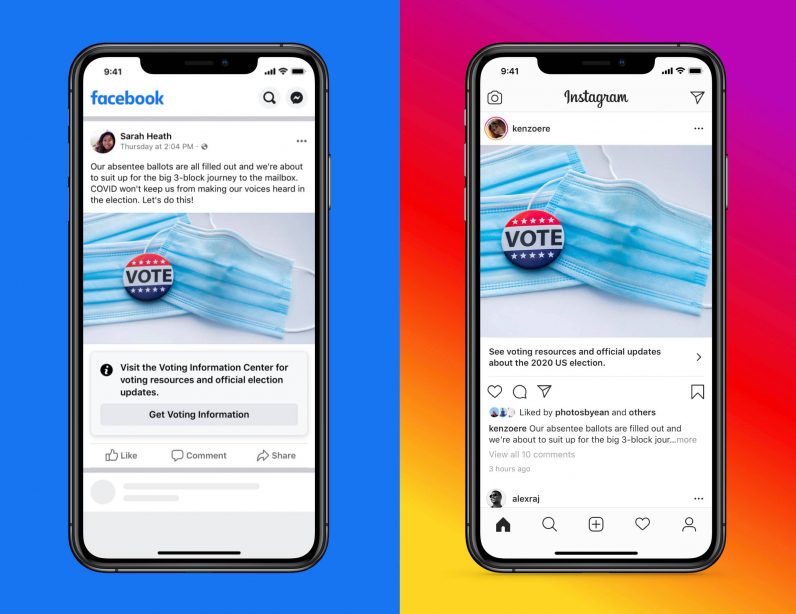 9:41
facebook
Sarah Heath
Thursday at 2:04 PM ·
Our absentee ballots are all filled out and we're about
to suit up for the big 3-block journey to the mailbox.
COVID won't keep us from making our voices heard in
the election. Let's do this!
VOTE
Visit the Voting Information Center for
voting resources and official election
updates.
Get Voting Information
Like
Comment
Share
9:41
Instagram
kenzoere
VOTE
See voting resources and official updates
about the 2020 US election.
Liked by photosbyean and others
kenzoere Our absentee ballots are filled out and
we're about to suit up for the big 3-block jour...more
View all 10 comments
3 hours ago
alexraj